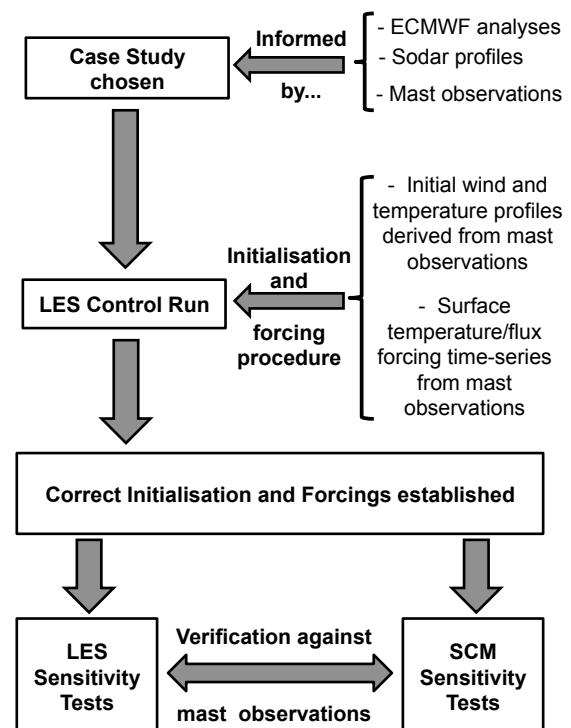 Case Study
chosen
Informed
by...
- ECMWF analyses
- Sodar profiles
- Mast observations
LES Control Run
Initialisation
and
forcing
procedure
- Initial wind and
temperature profiles
derived from mast
observations
- Surface
temperature/flux
forcing time-series
from mast
observations
Correct Initialisation and Forcings established
LES
Sensitivity
Tests
Verification against
mast observations
SCM
Sensitivity
Tests